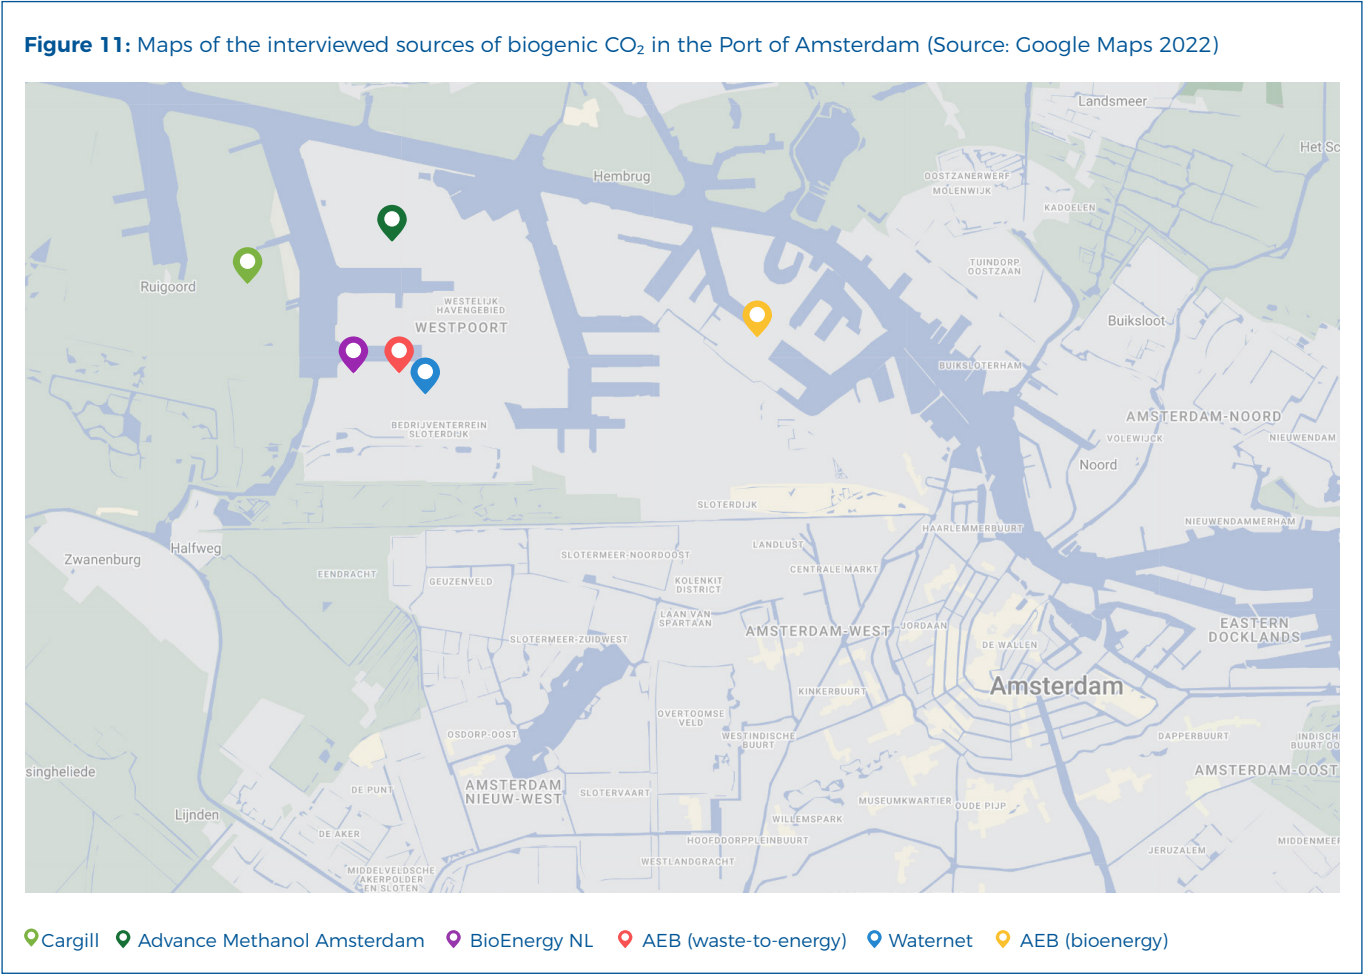 Figure 11: Maps of the interviewed sources of biogenic CO₂ in the Port of Amsterdam (Source: Google Maps 2022)
Landsmeer
Het Sc
Hembrug
OOSTZANERWERF
MOLENWIJK
KADOELEN
TUINDORP
OOSTZAAN
Ruigoord
WESTELIJK
HAVENGEBIED
WESTPOORT
Buiksloot
BUIKSLOTERHAM
AMSTERDAM-NOORD
BEDRIJVENTERREIN
SLOTERDIJK
VOLEWIJCK
NIEUWENDAM
Noord
SLOTERDIJK
HAARLEMMERBUURT
NIEUWENDAMMERHAM
Zwanenburg
Halfweg
EENDRACHT
GEUZENVELD
SLOTERMEER-NOORDOOST
LANDLUST
CENTRALE MARKT
KOLENKIT
DISTRICT
LAAN VAN
SPARTAAN
SLOTERMEER-ZUIDWEST
AMSTERDAM-WEST
JORDAAN
DE WALLEN
EASTERN
DOCKLANDS
Amsterdam
KINKERBUURT
OVERTOOMSE
VELD
WESTINDISCHE
BUURT
OSDORP-OOST
DAPPERBUURT
INDISCH
BUURT OO
singheliede
AMSTERDAM
NIEUW-WEST
SLOTERVAART
AMSTERDAM-OOST
DE PUNT
MUSEUMKWARTIER
OUDE PIJP
Lijnden
DE AKER
WILLEMSPARK
HOOFDDORPPLEINBUURT
JERUZALEM
MIDDENMEER
WESTLANDGRACHT
MIDDELVELDSCHE
AKERPOLDER
EN SLOTEN
Cargill
Advance Methanol Amsterdam
BioEnergy NL
AEB (waste-to-energy)
Waternet
AEB (bioenergy)